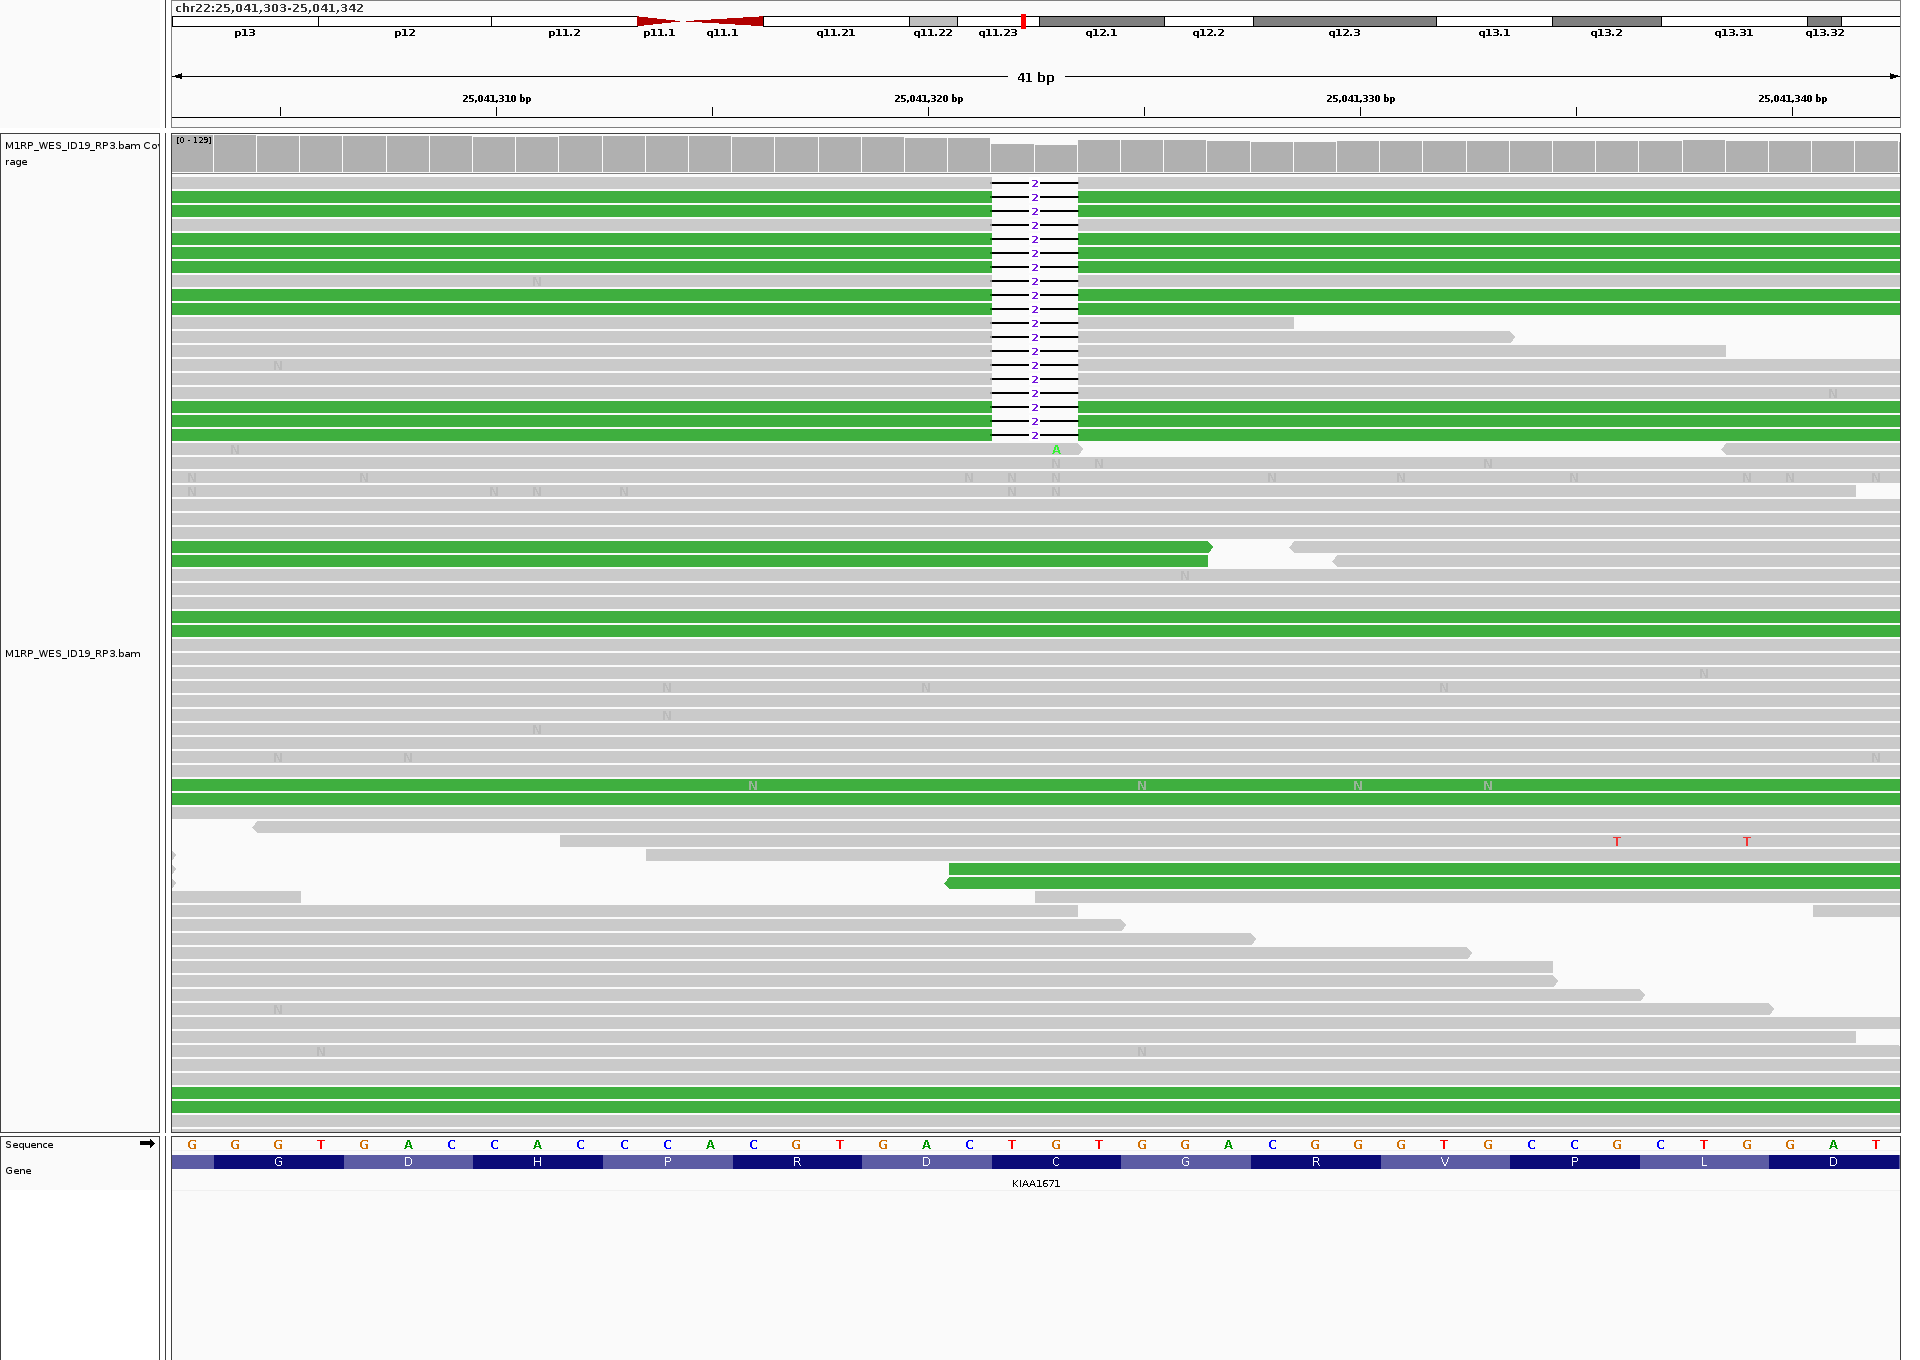 chr22:25,041,303-25,041,342
p13 p12 p11.2 p11.1 q11.1 q11.21 q11.22 q11.23 q12.1 q12.2 q12.3 q13.1 q13.2 q13.31 q13.32
41 bp
25,041,310 bp 25,041,320 bp 25,041,330 bp 25,041,340 bp
M1RP_WES_ID19_RP3.bam Co
rage
[0 - 129]
2
2
2
2
2
2
2
N 2
2
2
2
2
2
N 2
2
2 N
2
2
2
N A
N N N
N N N N N N N N N N N
N N N N N N
N
N
N N N
N
N
N N N
N N N N
T T
N
N N
M1RP_WES_ID19_RP3.bam
Sequence G G G T G A C C A C C C A C G T G A C T G T G G A C G G G T G C C G C T G G A T
Gene G D H P R D C G R V P L D
KIAA1671